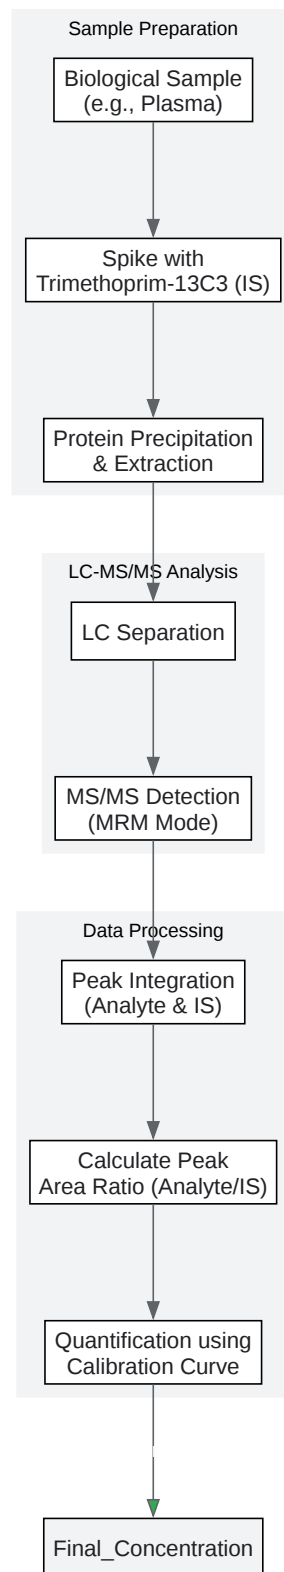 Sample Preparation
Biological Sample
(e.g., Plasma)
Spike with
Trimethoprim-13C3 (IS)
Protein Precipitation
& Extraction
LC-MS/MS Analysis
LC Separation
MS/MS Detection
(MRM Mode)
Data Processing
Peak Integration
(Analyte & IS)
Calculate Peak
Area Ratio (Analyte/IS)
Quantification using
Calibration Curve
Final_Concentration